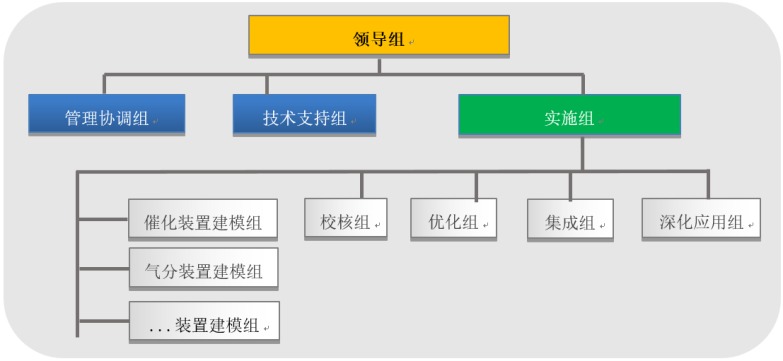 领导组
管理协调组
技术支持组
实施组
催化装置建模组
校核组
优化组
集成组
深化应用组
气分装置建模组
...装置建模组